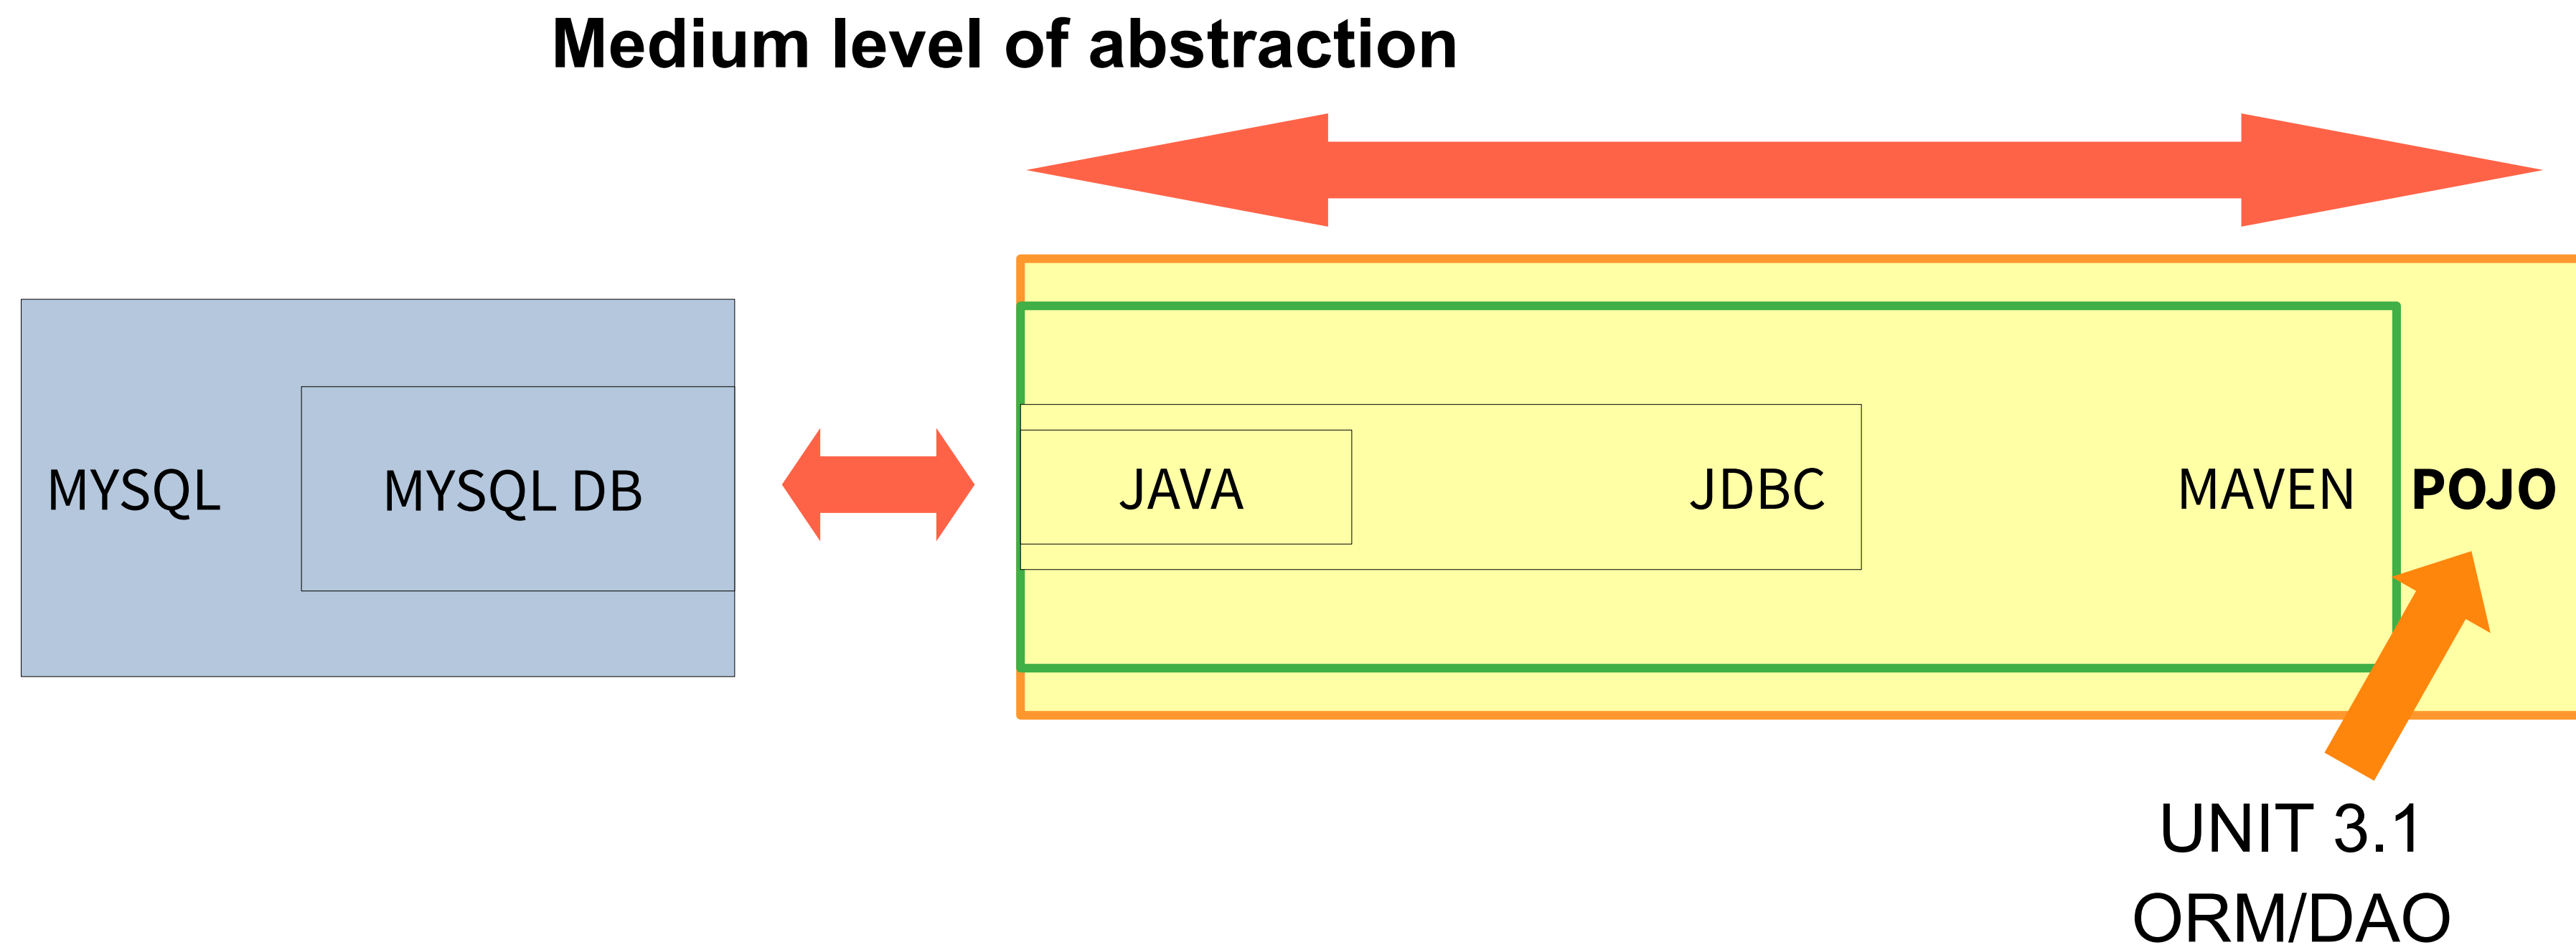 Medium level of abstraction
MYSQL
MYSQL DB
JAVA
JDBC
MAVEN
POJO
UNIT 3.1
ORM/DAO